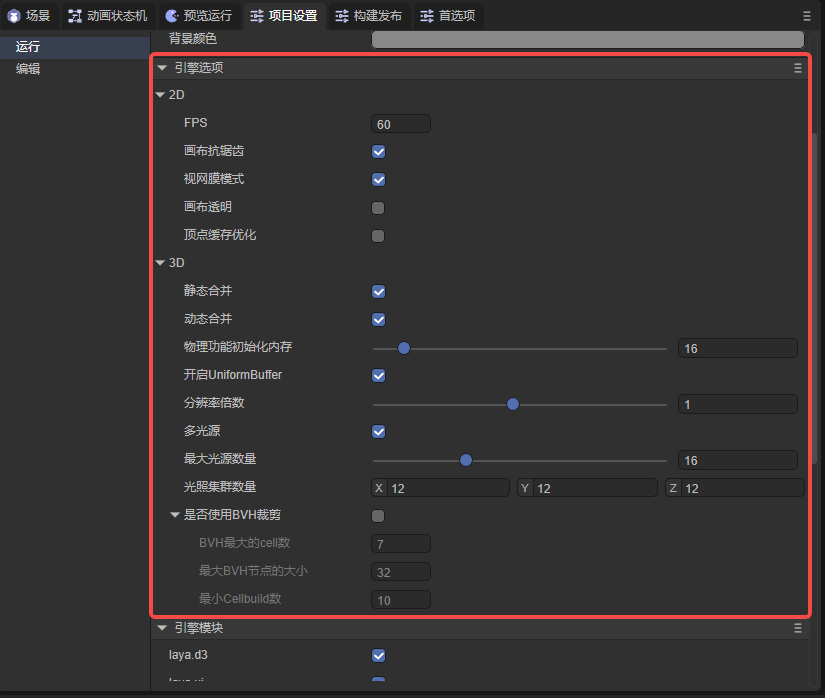 场景 动画状态机 预览运行 项目设置 构建发布 首选项
运行
编辑
背景颜色
引擎选项
2D
FPS 60
画布抗锯齿
视网膜模式
画布透明
顶点缓存优化
3D
静态合并
动态合并
物理功能初始化内存 16
开启UniformBuffer
分辨率倍数 1
多光源
最大光源数量 16
光照集群数量 X 12 Y 12 Z 12
是否使用BVH裁剪
BVH最大的cell数 7
最大BVH节点的大小 32
最小Cellbuild数 10
引擎模块
laya.d3